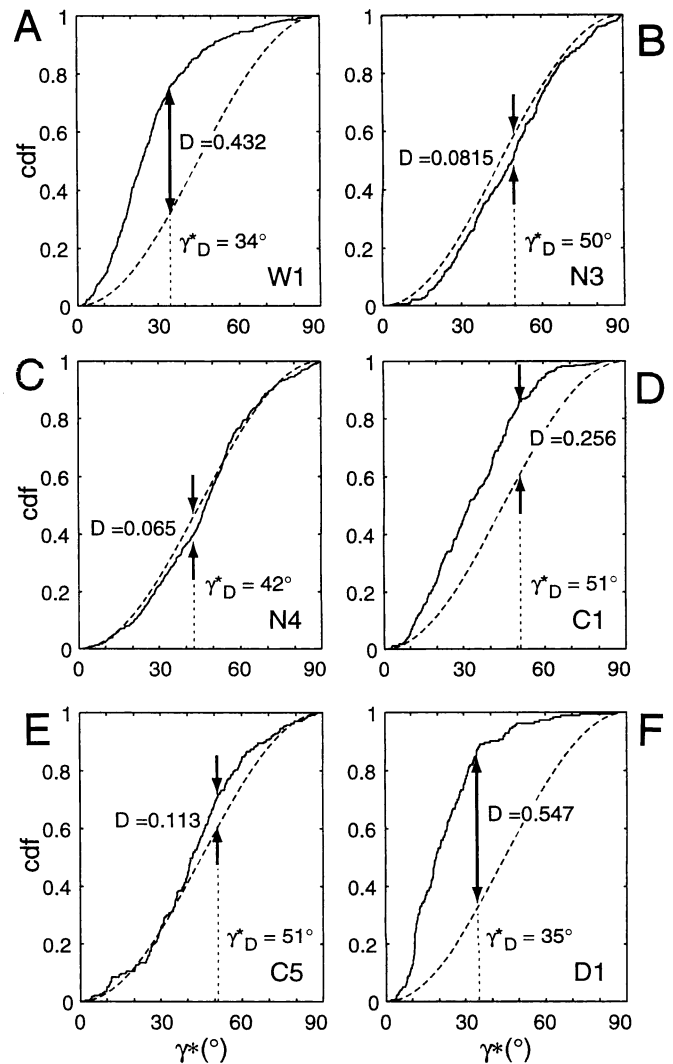 A
B
1
0.8
0.6
0.4
0.2
0
cdf
D =0.432
γ*D = 34°
W1
0
30
60
90
1
0.8
0.6
0.4
0.2
0
D =0.0815
γ*D = 50°
N3
0
30
60
90
C
D
1
0.8
0.6
0.4
0.2
0
cdf
D =0.065
γ*D = 42°
N4
0
30
60
90
1
0.8
0.6
0.4
0.2
0
D =0.256
γ*D = 51°
C1
0
30
60
90
E
F
1
0.8
0.6
0.4
0.2
0
cdf
D =0.113
γ*D = 51°
C5
0
30
60
90
γ*(°)
1
0.8
0.6
0.4
0.2
0
D =0.547
γ*D = 35°
D1
0
30
60
90
γ*(°)